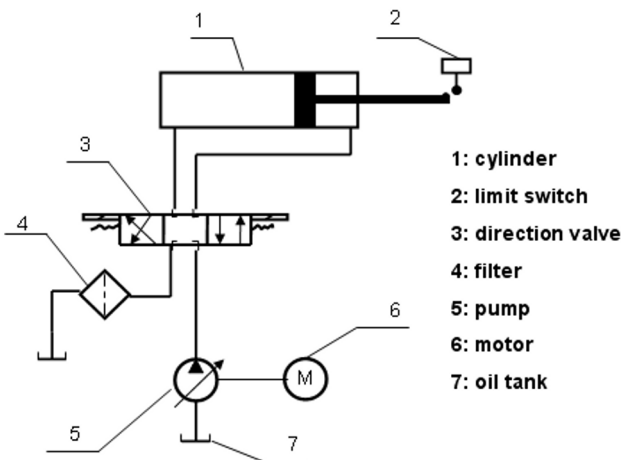 1
2
3
4
1: cylinder
2: limit switch
3: direction valve
4: filter
5: pump
6: motor
7: oil tank
6
M
5
7